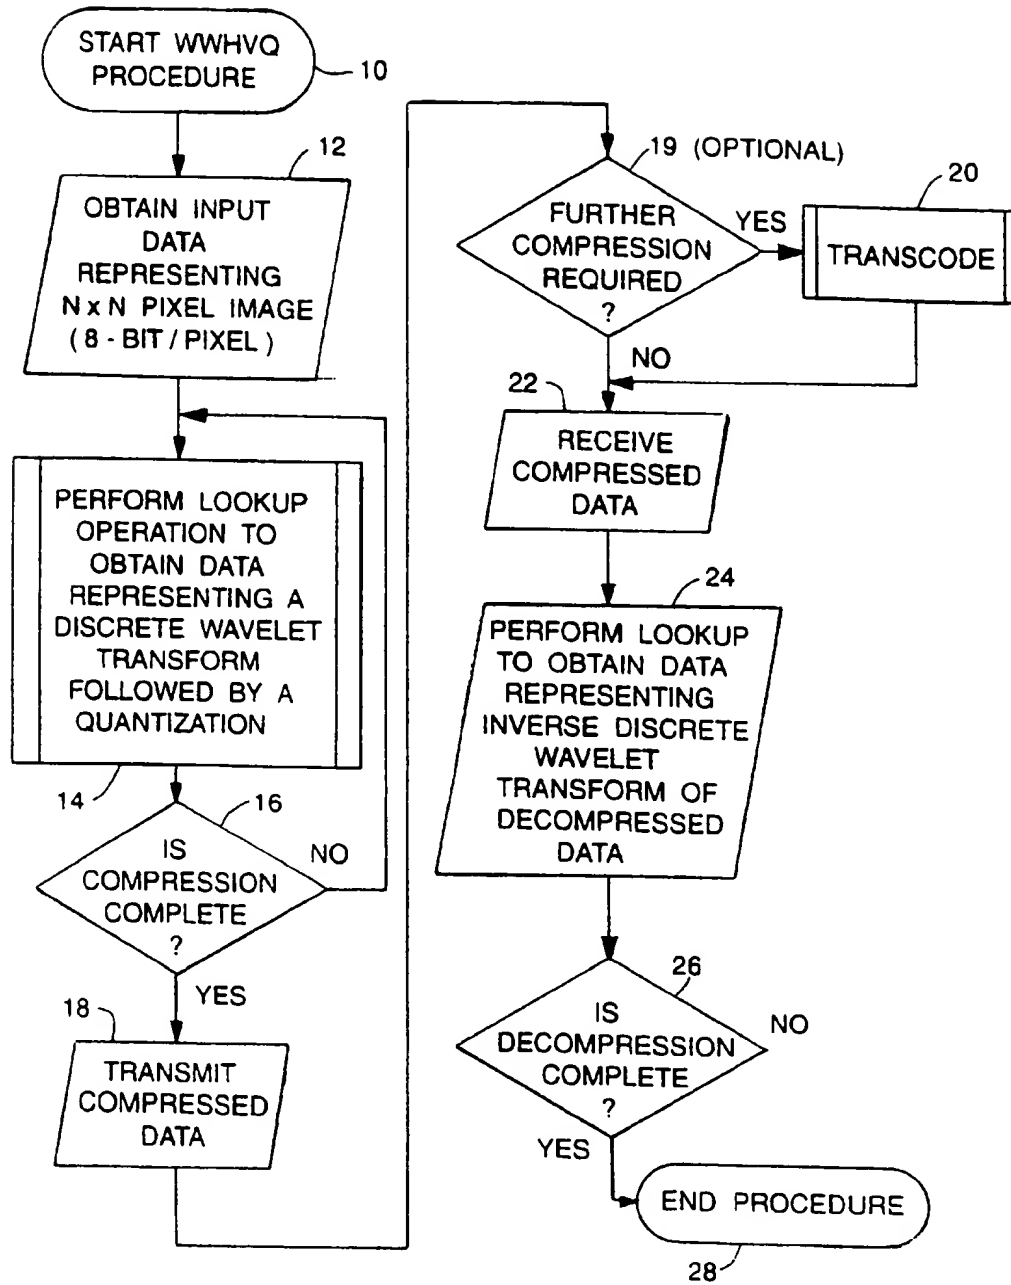 START WWHVQ
PROCEDURE
10
12
OBTAIN INPUT
DATA
REPRESENTING
N x N PIXEL IMAGE
( 8 - BIT / PIXEL )
PERFORM LOOKUP
OPERATION TO
OBTAIN DATA
REPRESENTING A
DISCRETE WAVELET
TRANSFORM
FOLLOWED BY A
QUANTIZATION
14
16
IS
COMPRESSION
COMPLETE
?
NO
YES
18
TRANSMIT
COMPRESSED
DATA
19 (OPTIONAL)
FURTHER
COMPRESSION
REQUIRED
?
YES
20
TRANSCODE
NO
22
RECEIVE
COMPRESSED
DATA
24
PERFORM LOOKUP
TO OBTAIN DATA
REPRESENTING
INVERSE DISCRETE
WAVELET
TRANSFORM OF
DECOMPRESSED
DATA
26
IS
DECOMPRESSION
COMPLETE
?
NO
YES
END PROCEDURE
28